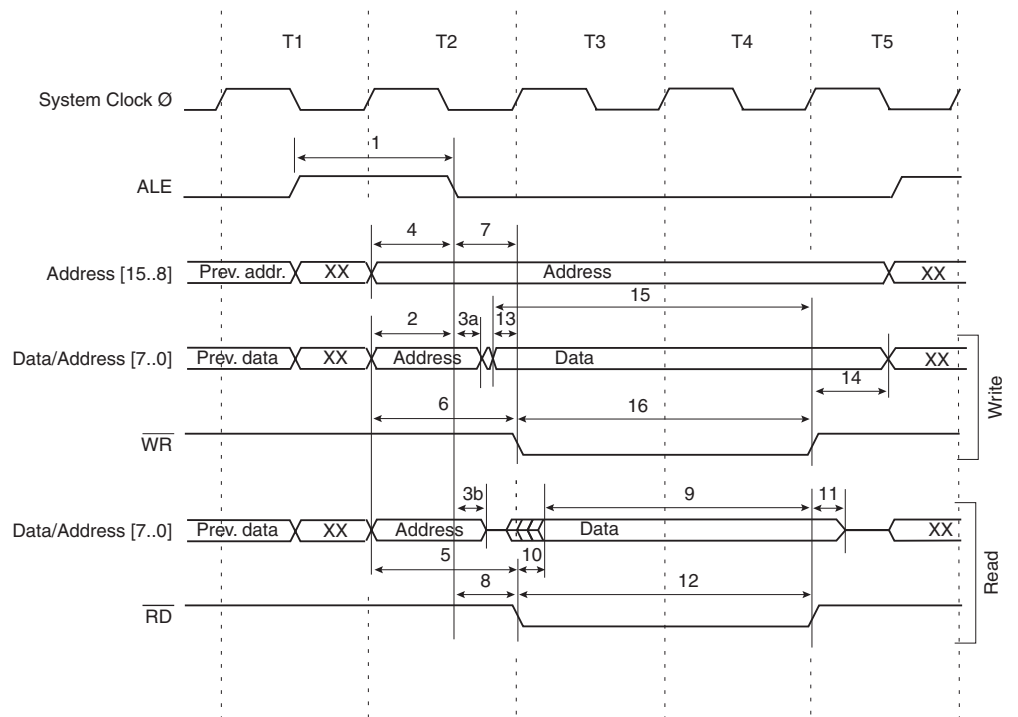 T1 T2 T3 T4 T5
System Clock Ø
1
ALE
4 7
Address [15..8] Prev. addr. XX Address XX
15
2 3a 13
Data/Address [7..0] Prev. data XX Address Data XX
14
6 16
WR
Write
3b 9 11
Data/Address [7..0] Prev. data XX Address Data XX
5 10
8 12
RD
Read